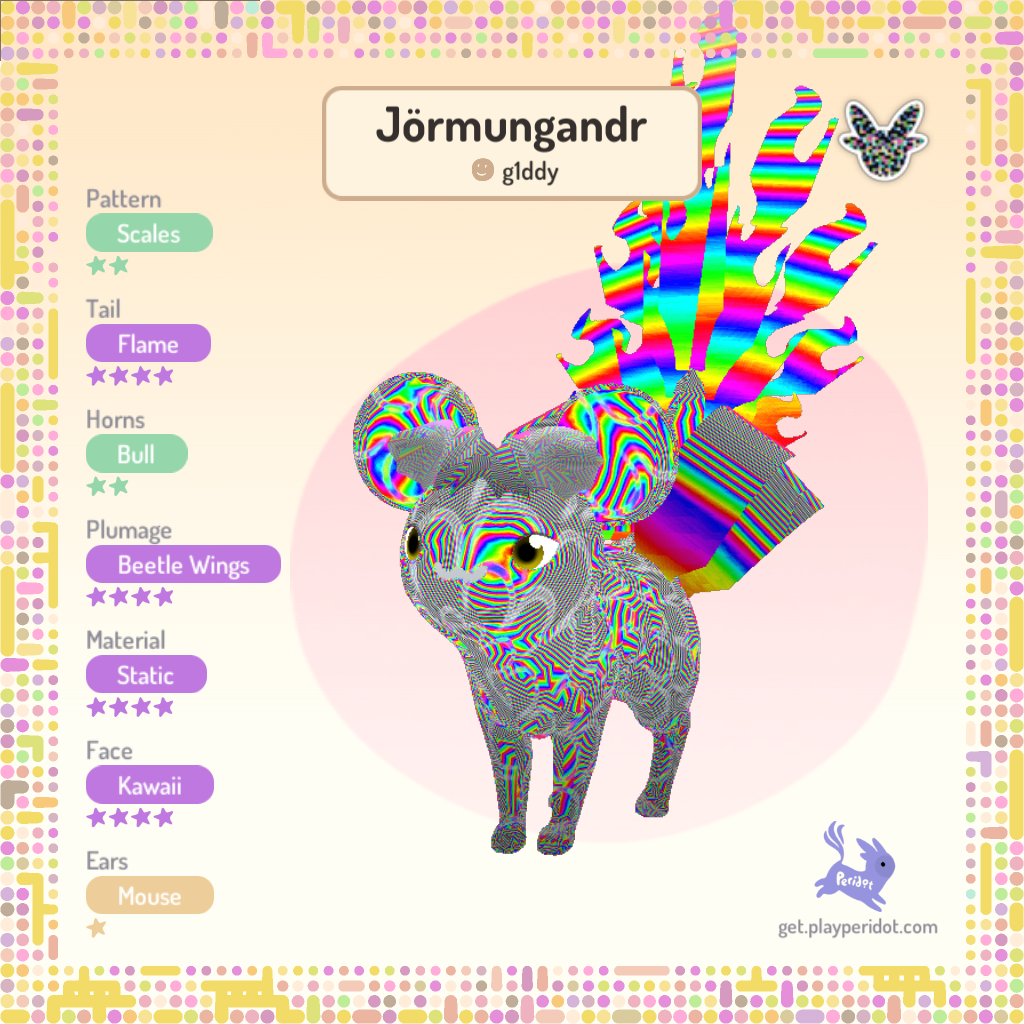 Jörmungandr
g1ddy
Pattern
Scales
Tail
Flame
Horns
Bull
Plumage
Beetle Wings
Material
Static
Face
Kawaii
Ears
Mouse
Peridot
get.playperidot.com